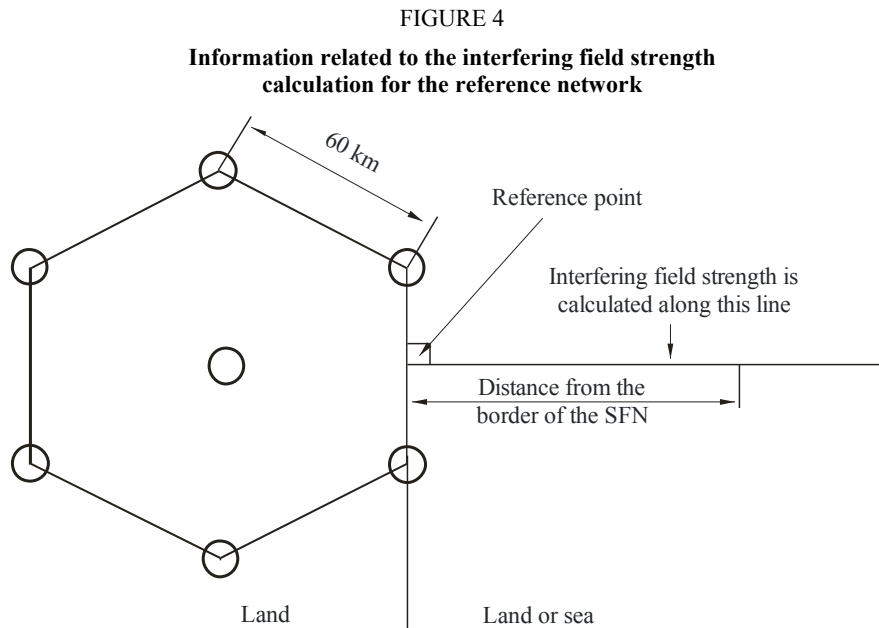 FIGURE 4
Information related to the interfering field strength
calculation for the reference network
60 km
Reference point
Interfering field strength is
calculated along this line
Distance from the
border of the SFN
Land
Land or sea